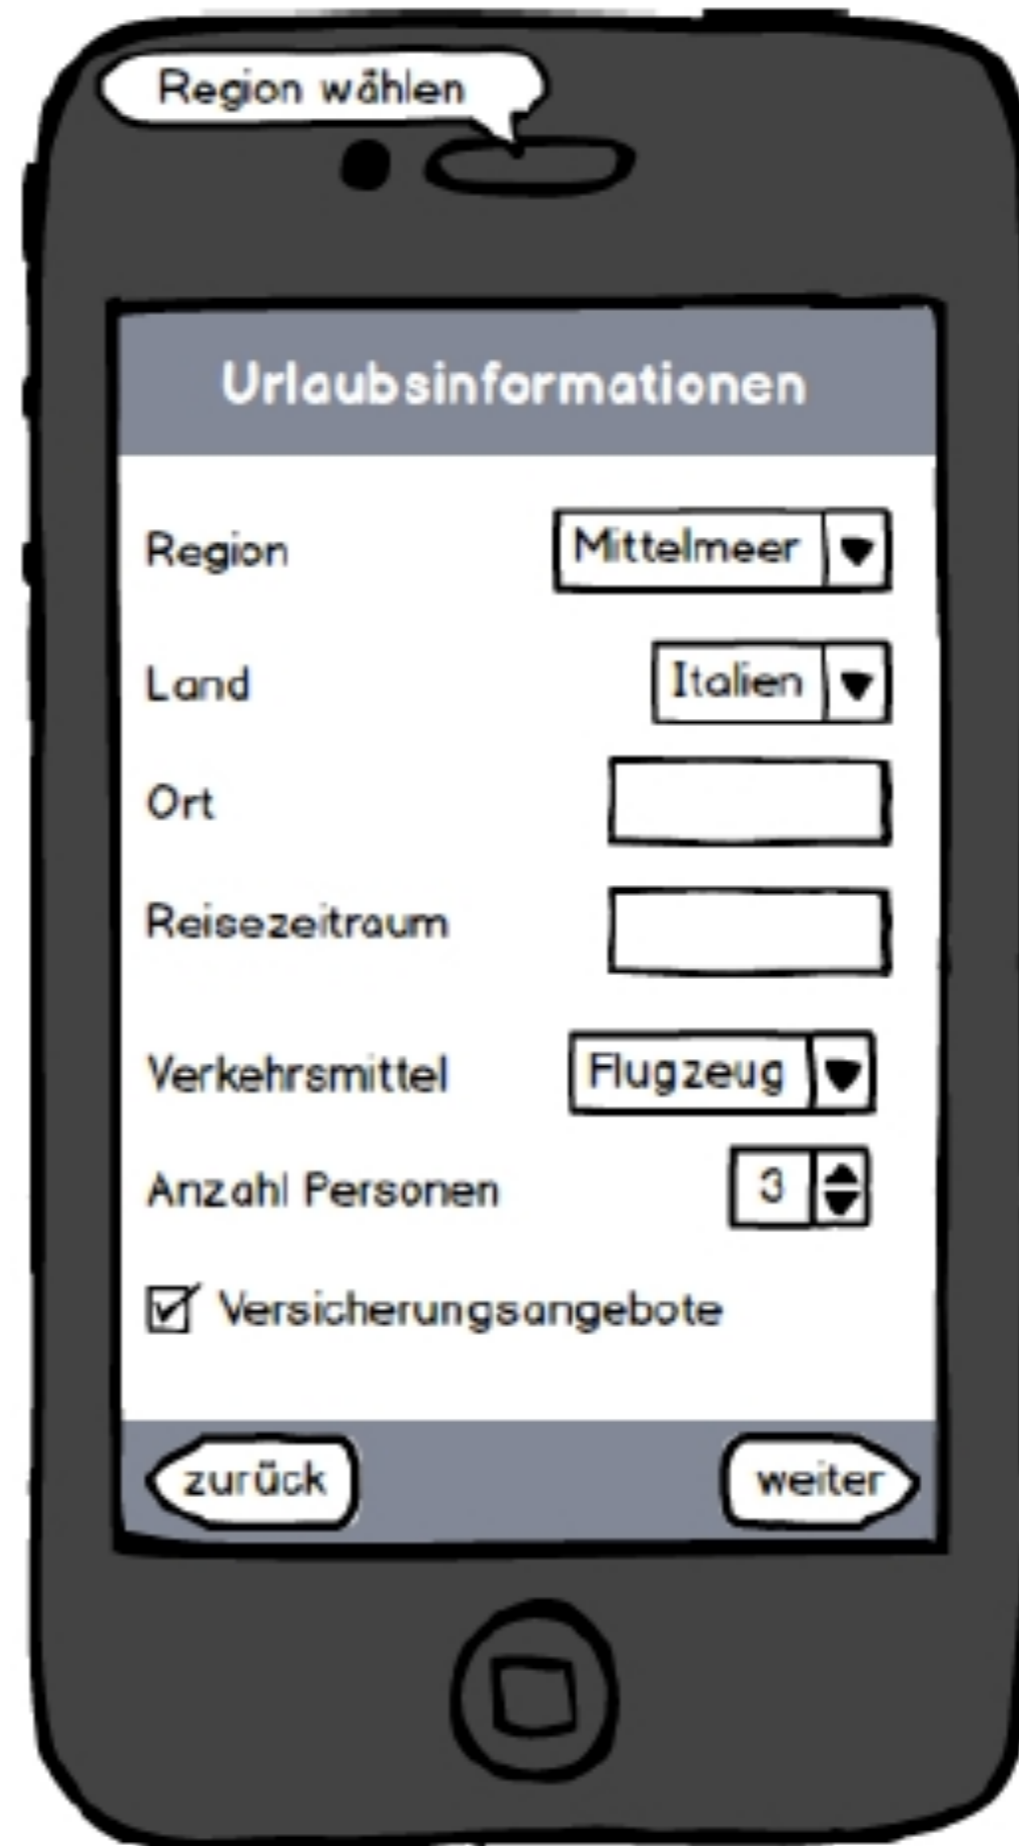 Region wählen
Urlaubsinformationen
Region Mittelmeer
Land Italien
Ort
Reisezeitraum
Verkehrsmittel Flugzeug
Anzahl Personen 3
Versicherungsangebote
zurück weiter